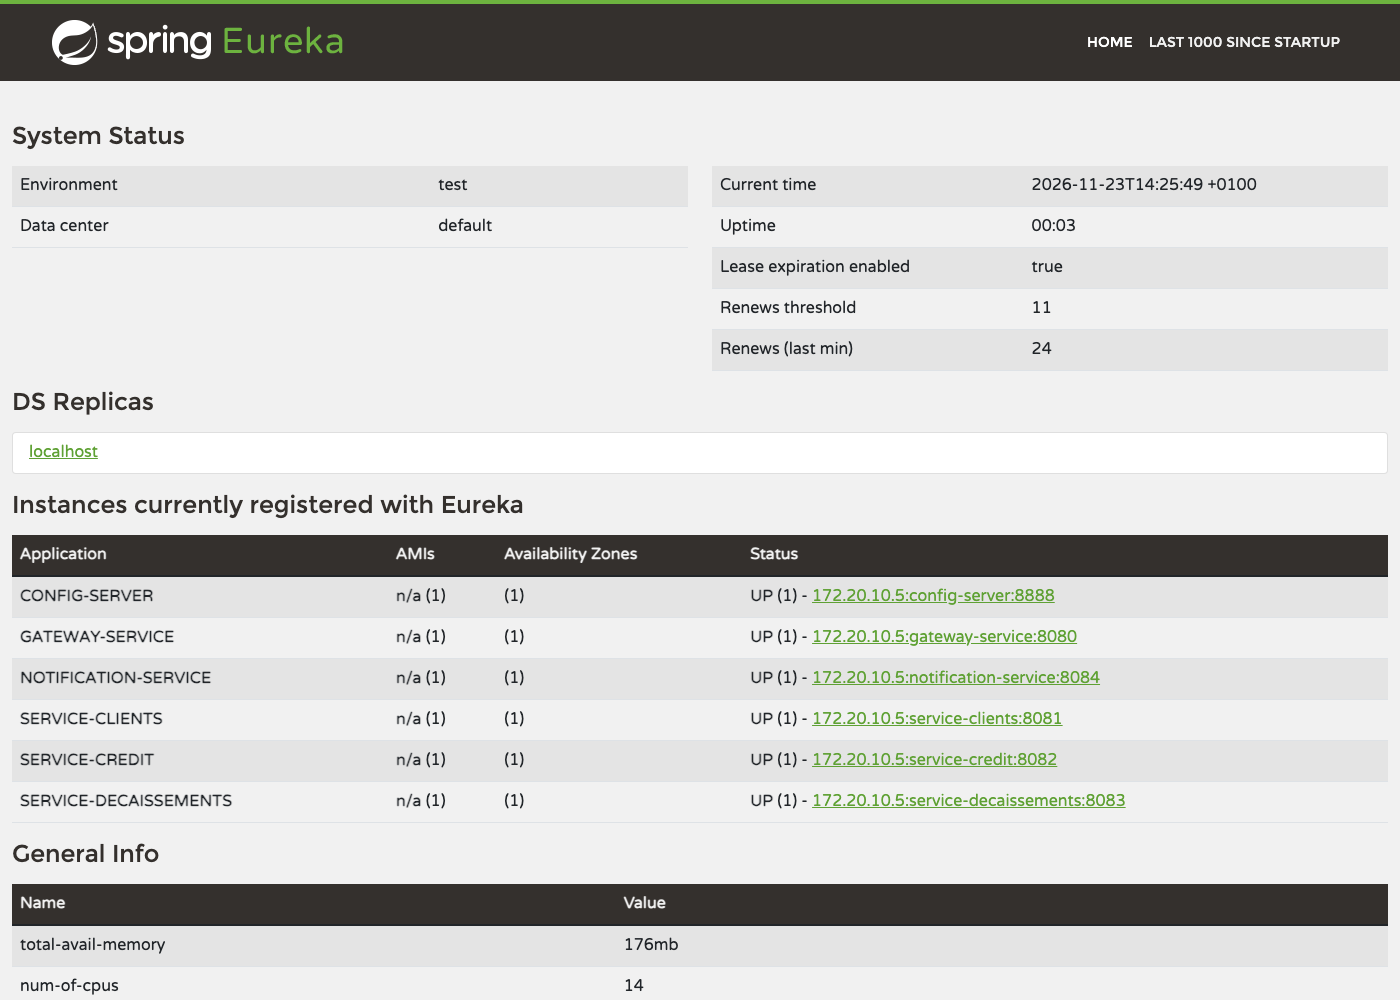 spring Eureka
HOME LAST 1000 SINCE STARTUP
System Status
Environment test
Data center default
Current time 2026-11-23T14:25:49 +0100
Uptime 00:03
Lease expiration enabled true
Renews threshold 11
Renews (last min) 24
DS Replicas
localhost
Instances currently registered with Eureka
Application AMIs Availability Zones Status
CONFIG-SERVER n/a (1) (1) UP (1) - 172.20.10.5:config-server:8888
GATEWAY-SERVICE n/a (1) (1) UP (1) - 172.20.10.5:gateway-service:8080
NOTIFICATION-SERVICE n/a (1) (1) UP (1) - 172.20.10.5:notification-service:8084
SERVICE-CLIENTS n/a (1) (1) UP (1) - 172.20.10.5:service-clients:8081
SERVICE-CREDIT n/a (1) (1) UP (1) - 172.20.10.5:service-credit:8082
SERVICE-DECAISSEMENTS n/a (1) (1) UP (1) - 172.20.10.5:service-decaissements:8083
General Info
Name Value
total-avail-memory 176mb
num-of-cpus 14